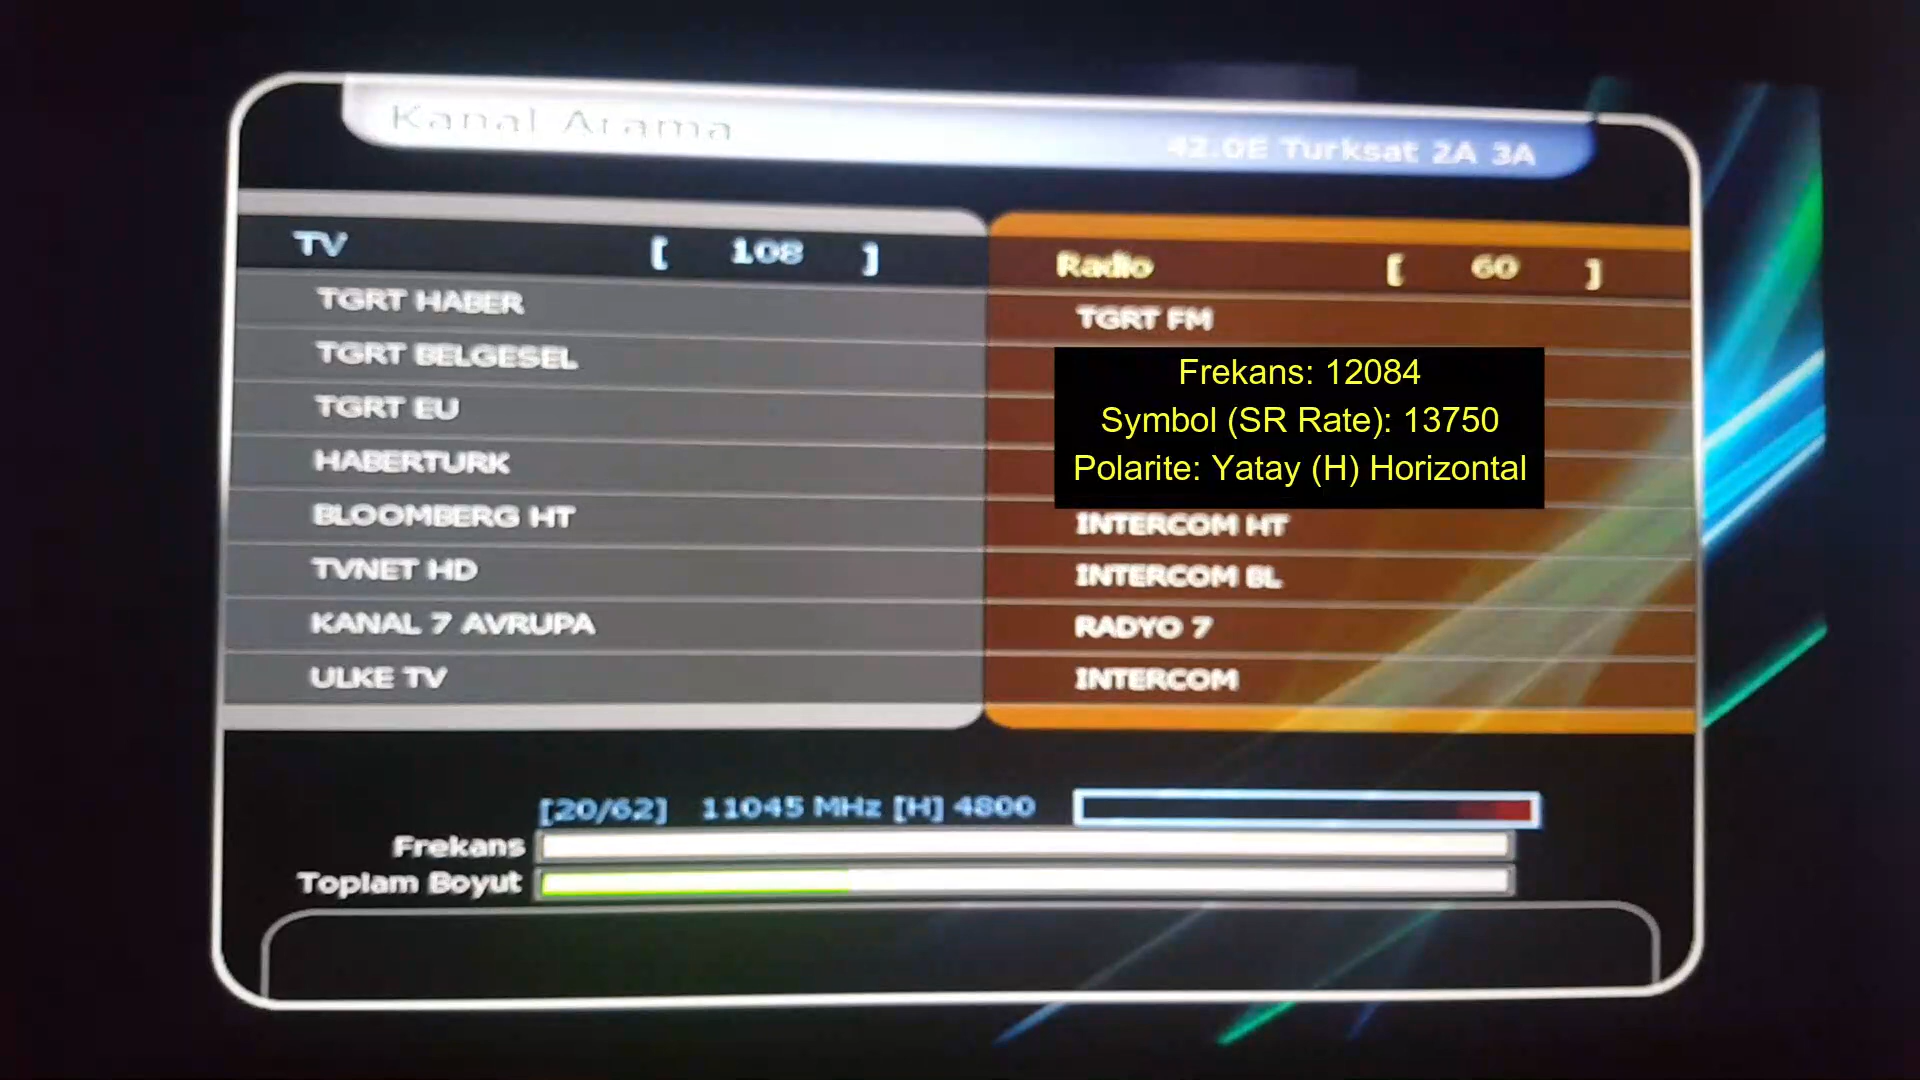 Kanal Arama
42.0E Turksat 2A 3A
TV [ 108 ]
TGRT HABER
TGRT BELGESEL
TGRT EU
HABERTURK
BLOOMBERG HT
TVNET HD
KANAL 7 AVRUPA
ULKE TV
Radio [ 60 ]
TGRT FM
Frekans: 12084
Symbol (SR Rate): 13750
Polarite: Yatay (H) Horizontal
INTERCOM HT
INTERCOM BL
RADYO 7
INTERCOM
[20/62] 11045 MHz [H] 4800
Frekans
Toplam Boyut